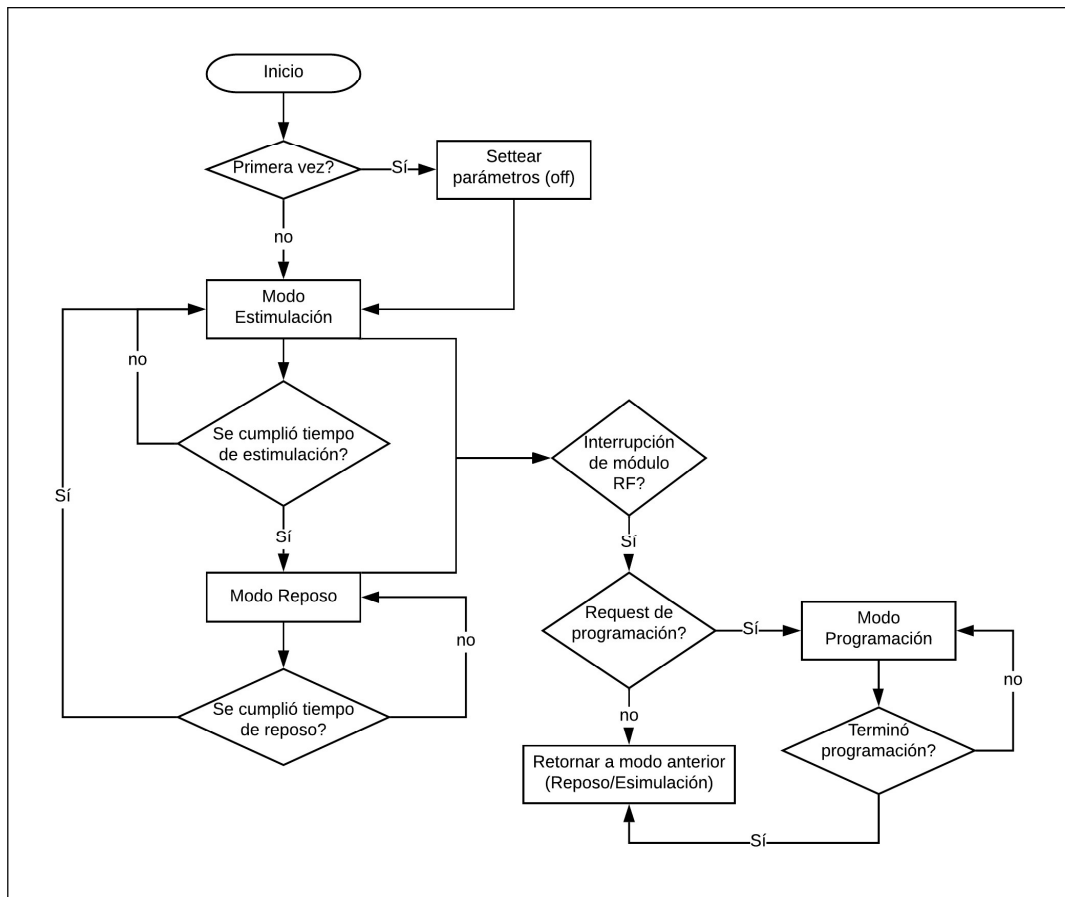 Inicio
Primera vez?
Sí
Settear
parámetros (off)
no
Modo
Estimulación
no
Se cumplió tiempo
de estimulación?
Interrupción
de módulo
RF?
Sí
Sí
Sí
Modo Reposo
Request de
programación?
Sí
Modo
Programación
no
no
Se cumplió tiempo
de reposo?
no
Terminó
programación?
Retornar a modo anterior
(Reposo/Esimulación)
Sí